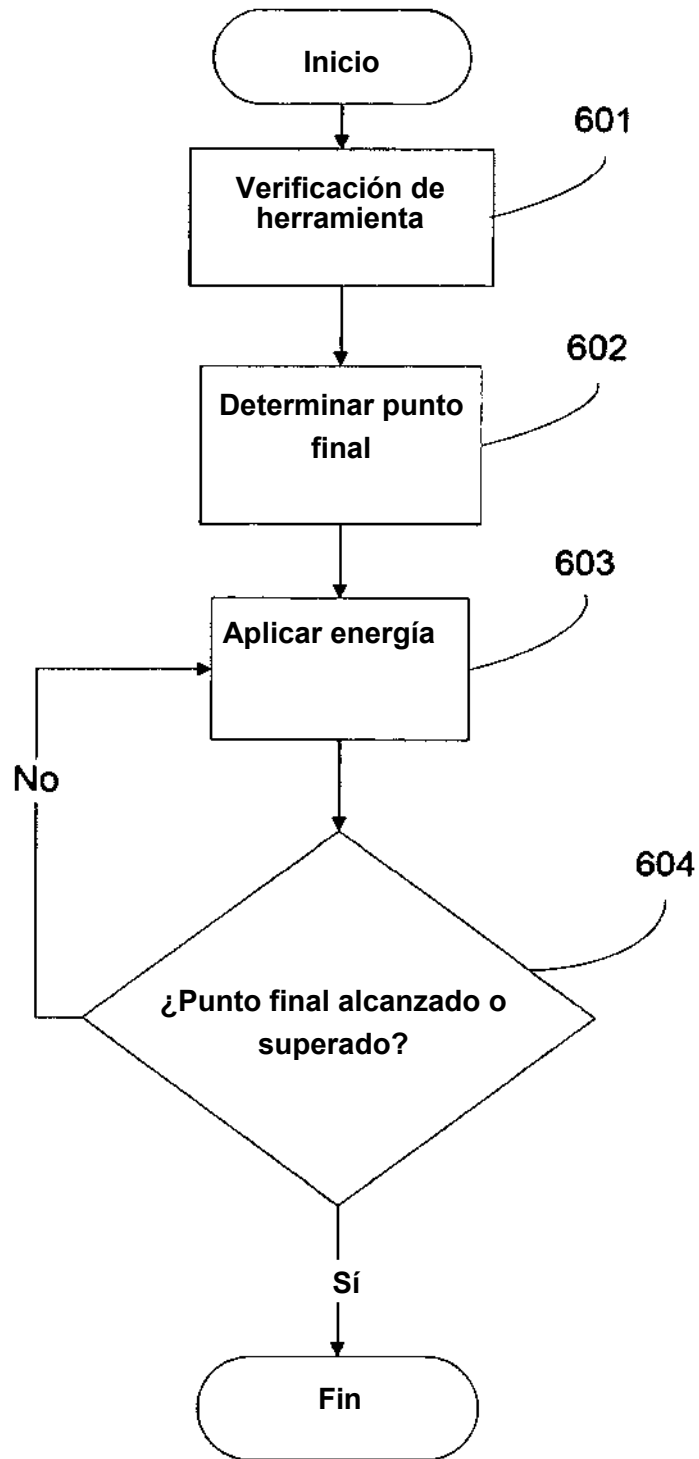 Inicio
601
Verificación de
herramienta
602
Determinar punto
final
603
Aplicar energía
No
604
¿Punto final alcanzado o
superado?
Sí
Fin